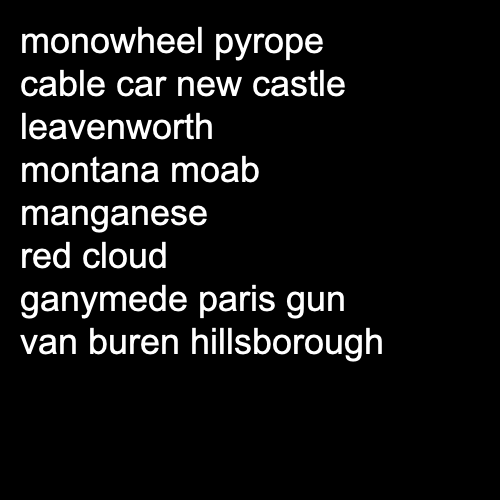 monowheel pyrope
cable car new castle
leavenworth
montana moab
manganese
red cloud
ganymede paris gun
van buren hillsborough